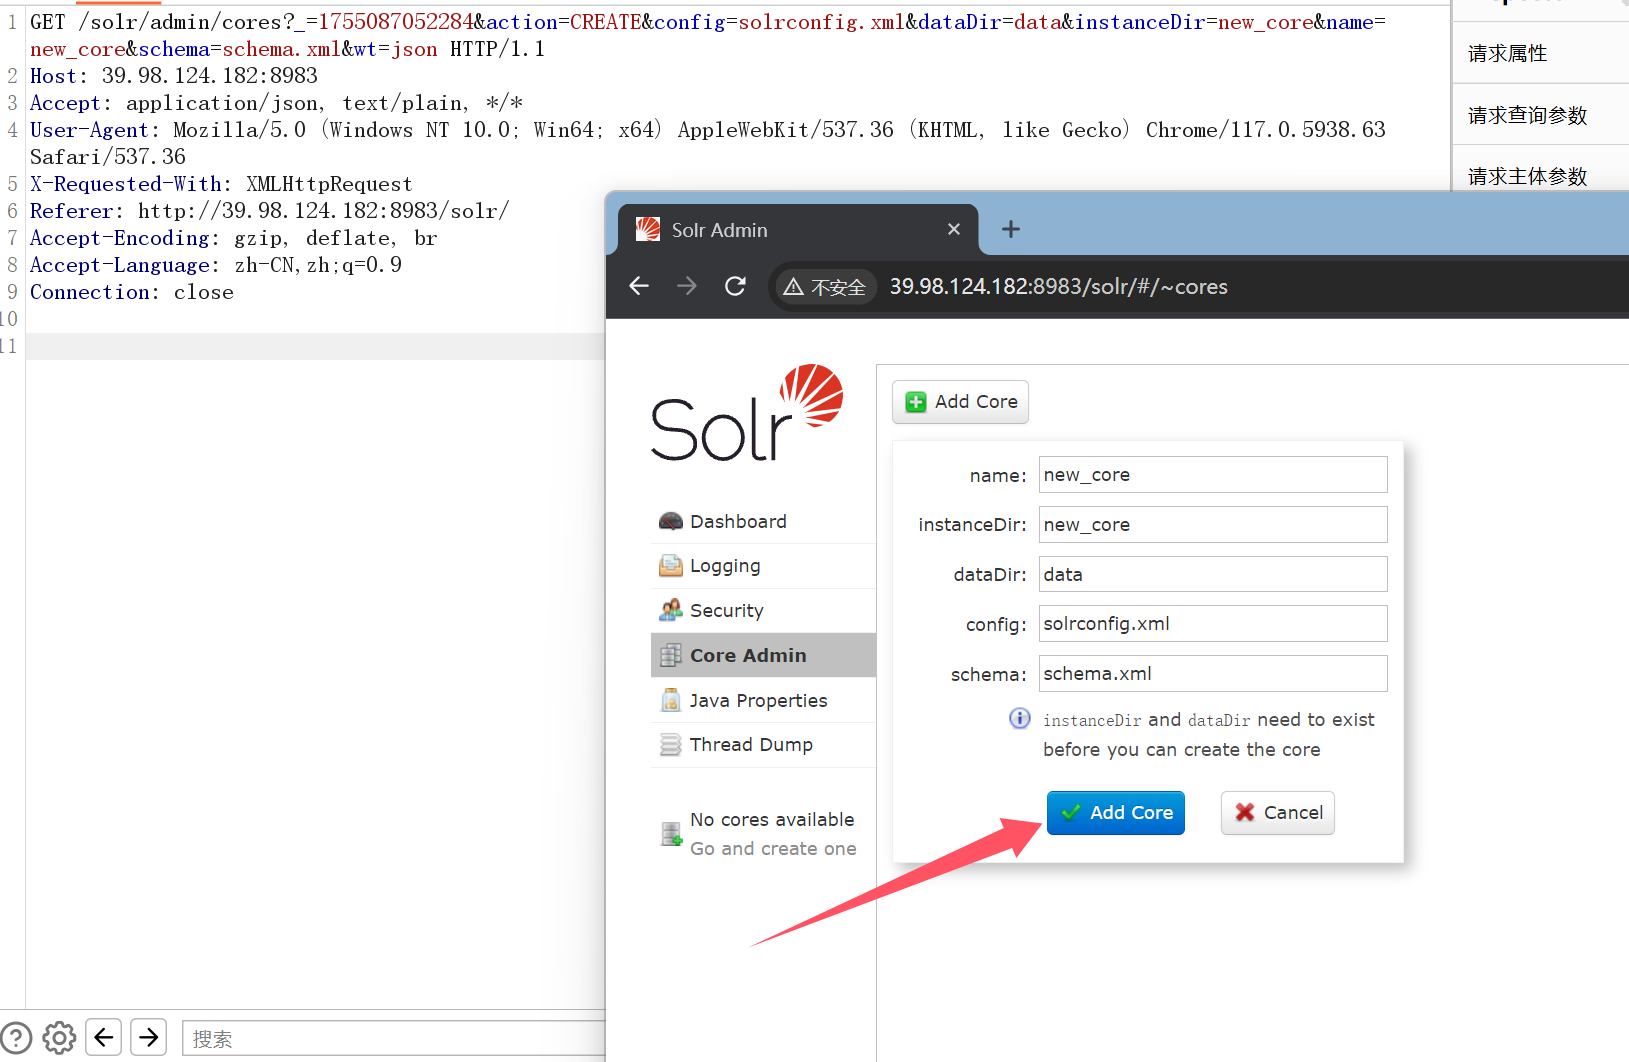 1 GET /solr/admin/cores?_=1755087052284&action=CREATE&config=solrconfig.xml&dataDir=data&instanceDir=new_core&name=
new_core&schema=schema.xml&wt=json HTTP/1.1
2 Host: 39.98.124.182:8983
3 Accept: application/json, text/plain, */*
4 User-Agent: Mozilla/5.0 (Windows NT 10.0; Win64; x64) AppleWebKit/537.36 (KHTML, like Gecko) Chrome/117.0.5938.63
Safari/537.36
5 X-Requested-With: XMLHttpRequest
6 Referer: http://39.98.124.182:8983/solr/
7 Accept-Encoding: gzip, deflate, br
8 Accept-Language: zh-CN,zh;q=0.9
9 Connection: close
10
11
请求属性
请求查询参数
请求主体参数
Solr Admin
不安全 39.98.124.182:8983/solr/#/~cores
Solr
Dashboard
Logging
Security
Core Admin
Java Properties
Thread Dump
No cores available
Go and create one
Add Core
name: new_core
instanceDir: new_core
dataDir: data
config: solrconfig.xml
schema: schema.xml
instanceDir and dataDir need to exist
before you can create the core
Add Core
Cancel
搜索